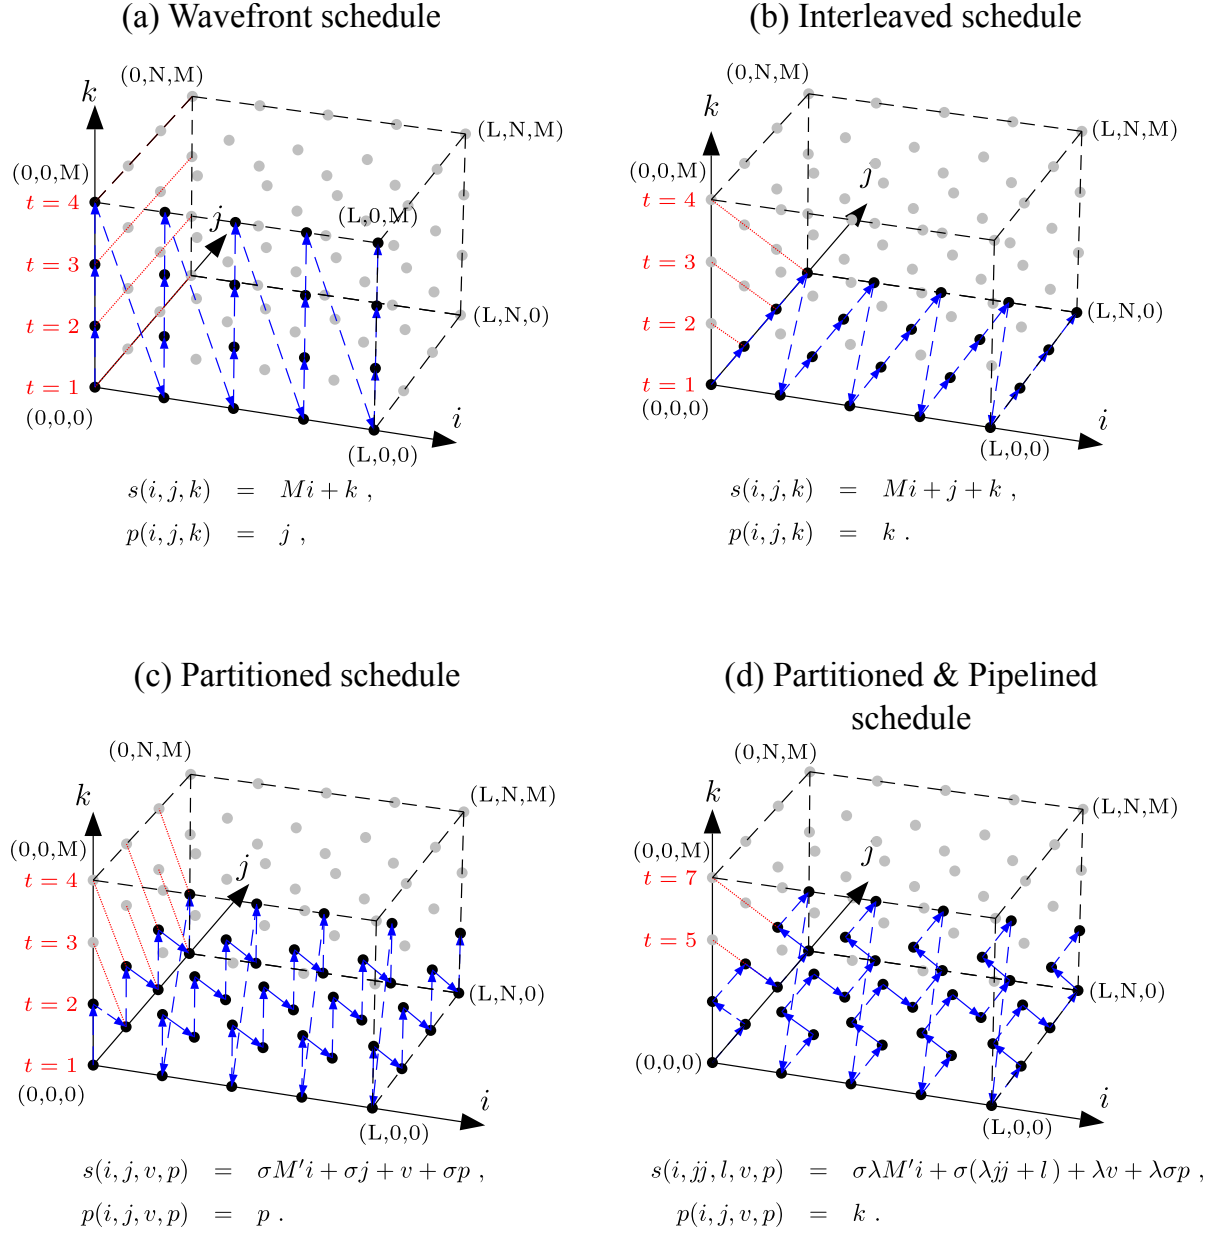 (a) Wavefront schedule
(0,N,M)
k
(L,N,M)
(0,0,M)
t = 4
j
(L,0,M)
t = 3
t = 2
(L,N,0)
t = 1
(0,0,0)
i
(L,0,0)
s(i, j, k) = Mi + k ,
p(i, j, k) = j ,
(b) Interleaved schedule
(0,N,M)
k
(L,N,M)
(0,0,M)
j
t = 4
t = 3
t = 2
(L,N,0)
t = 1
(0,0,0)
i
(L,0,0)
s(i, j, k) = Mi + j + k ,
p(i, j, k) = k .
(c) Partitioned schedule
(0,N,M)
k
(L,N,M)
(0,0,M)
j
t = 4
t = 3
t = 2
(L,N,0)
t = 1
(0,0,0)
i
(L,0,0)
s(i, j, v, p) = σM′i + σj + v + σp ,
p(i, j, v, p) = p .
(d) Partitioned & Pipelined
schedule
(0,N,M)
k
(L,N,M)
(0,0,M)
j
t = 7
t = 5
(L,N,0)
(0,0,0)
i
(L,0,0)
s(i, jj, l, v, p) = σλM′i + σ(λjj + l) + λv + λσp ,
p(i, j, v, p) = k .